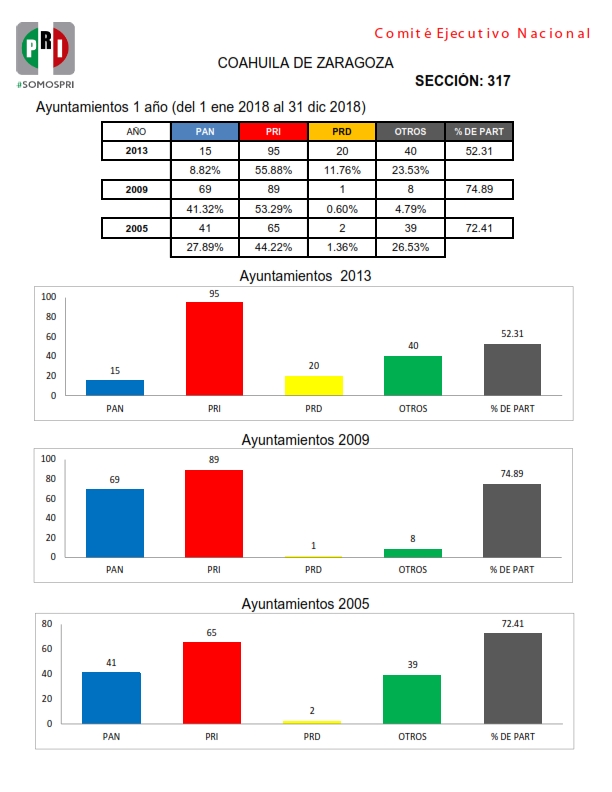 PRI
#SOMOSPRI
Comité Ejecutivo Nacional
COAHUILA DE ZARAGOZA
SECCIÓN: 317
Ayuntamientos 1 año (del 1 ene 2018 al 31 dic 2018)
AÑO PAN PRI PRD OTROS % DE PART
2013 15 95 20 40 52.31
8.82% 55.88% 11.76% 23.53%
2009 69 89 1 8 74.89
41.32% 53.29% 0.60% 4.79%
2005 41 65 2 39 72.41
27.89% 44.22% 1.36% 26.53%
Ayuntamientos 2013
100
80
60
40
20
0
15
95
20
40
52.31
PAN PRI PRD OTROS % DE PART
Ayuntamientos 2009
100
80
60
40
20
0
69
89
1
8
74.89
PAN PRI PRD OTROS % DE PART
Ayuntamientos 2005
80
60
40
20
0
41
65
2
39
72.41
PAN PRI PRD OTROS % DE PART